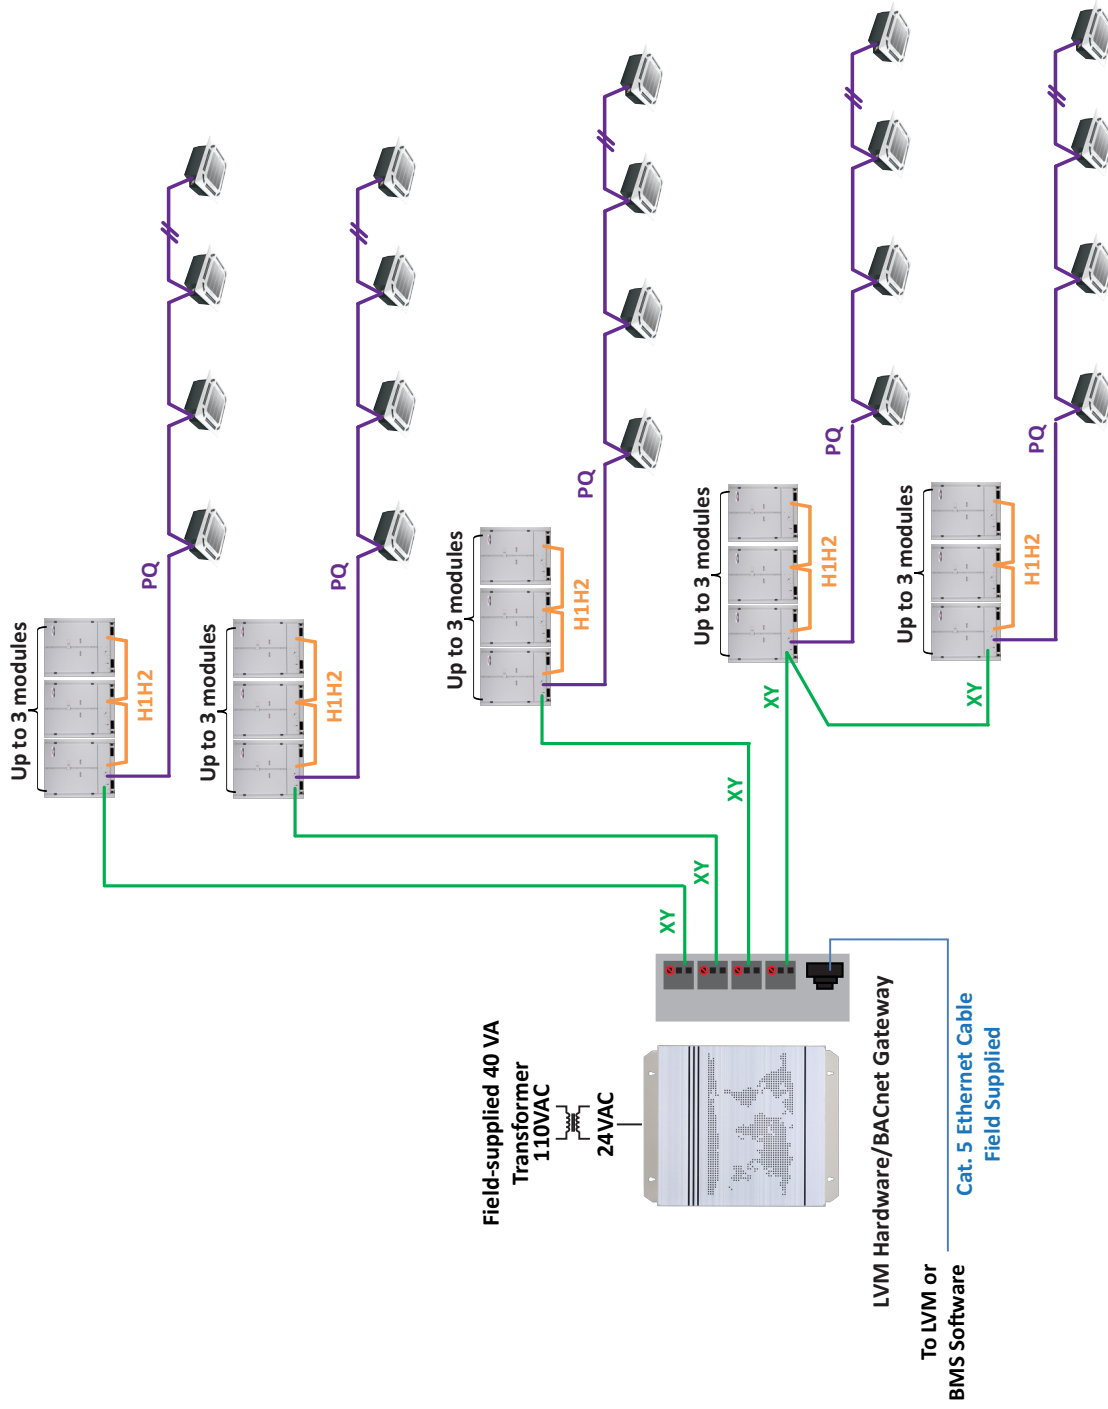 Up to 3 modules
H1H2
PQ
Up to 3 modules
H1H2
PQ
Up to 3 modules
H1H2
PQ
Field-supplied 40 VA
Transformer
110VAC
24VAC
XY
XY
XY
XY
Up to 3 modules
H1H2
PQ
LVM Hardware/BACnet Gateway
Up to 3 modules
XY
H1H2
PQ
To LVM or
BMS Software
Cat. 5 Ethernet Cable
Field Supplied